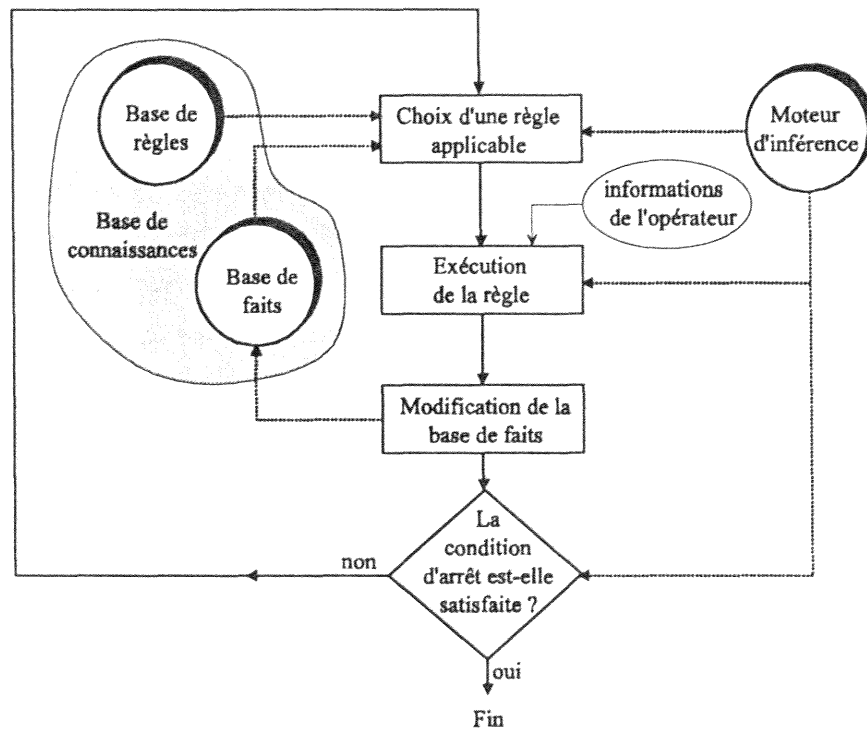 Base de
règles
Choix d'une règle
applicable
Moteur
d'inférence
informations
de l'opérateur
Base de
connaissances
Base de
faits
Exécution
de la règle
Modification de la
base de faits
La
condition
d'arrêt est-elle
satisfaite ?
non
oui
Fin